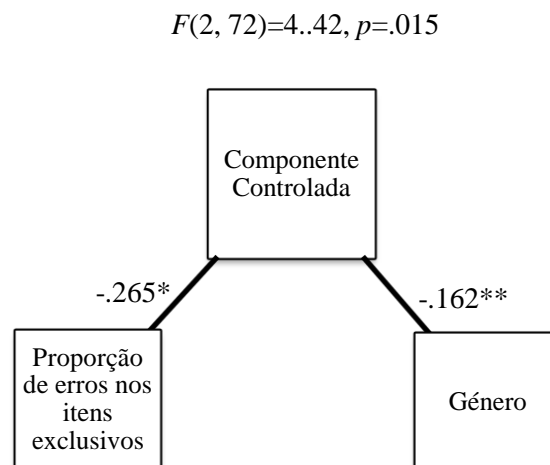 F(2, 72)=4..42, p=.015
Componente
Controlada
-.265*
-.162**
Proporção
de erros nos
itens
exclusivos
Género